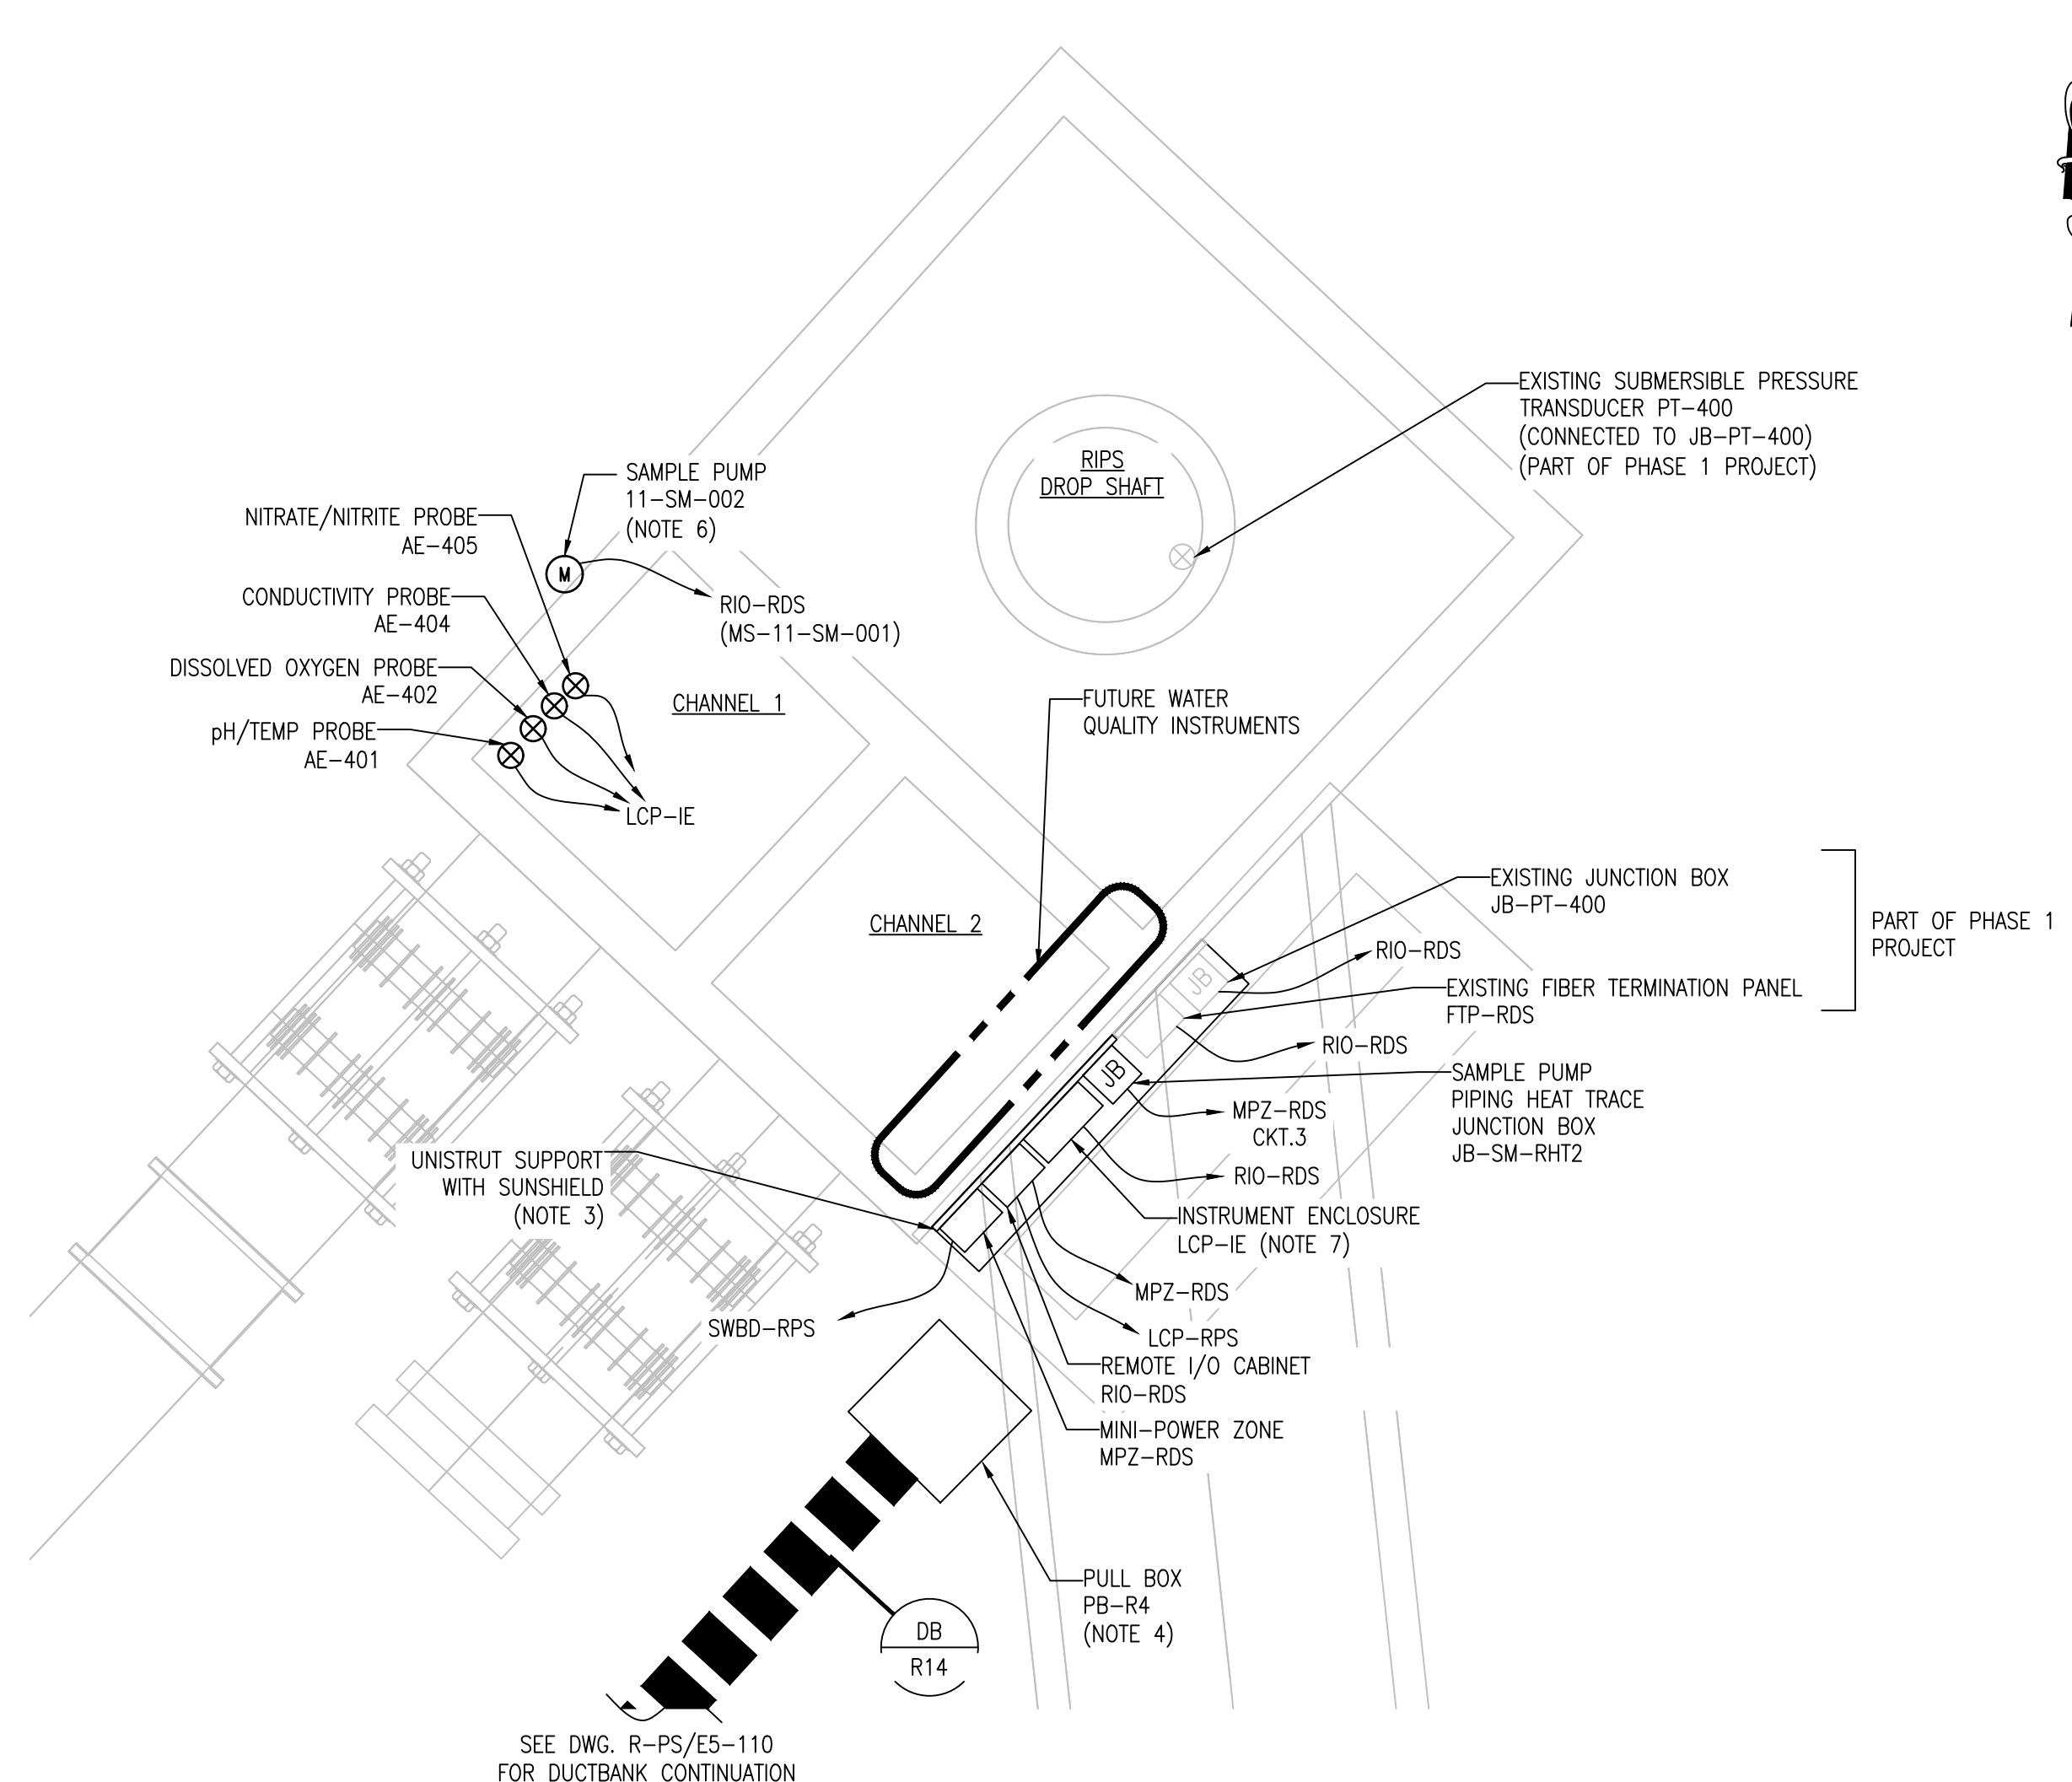 EXISTING SUBMERSIBLE PRESSURE
TRANSDUCER PT-400
(CONNECTED TO JB-PT-400)
(PART OF PHASE 1 PROJECT)
RIPS
DROP SHAFT
SAMPLE PUMP
11-SM-002
(NOTE 6)
NITRATE/NITRITE PROBE
AE-405
M
CONDUCTIVITY PROBE
AE-404
RIO-RDS
(MS-11-SM-001)
DISSOLVED OXYGEN PROBE
AE-402
pH/TEMP PROBE
AE-401
CHANNEL 1
FUTURE WATER
QUALITY INSTRUMENTS
LCP-IE
CHANNEL 2
EXISTING JUNCTION BOX
JB-PT-400
PART OF PHASE 1
PROJECT
RIO-RDS
JB
EXISTING FIBER TERMINATION PANEL
FTP-RDS
RIO-RDS
JB
SAMPLE PUMP
PIPING HEAT TRACE
JUNCTION BOX
JB-SM-RHT2
MPZ-RDS
CKT.3
UNISTRUT SUPPORT
WITH SUNSHIELD
(NOTE 3)
RIO-RDS
INSTRUMENT ENCLOSURE
LCP-IE (NOTE 7)
MPZ-RDS
SWBD-RPS
LCP-RPS
REMOTE I/O CABINET
RIO-RDS
MINI-POWER ZONE
MPZ-RDS
PULL BOX
PB-R4
(NOTE 4)
DB
R14
SEE DWG. R-PS/E5-110
FOR DUCTBANK CONTINUATION